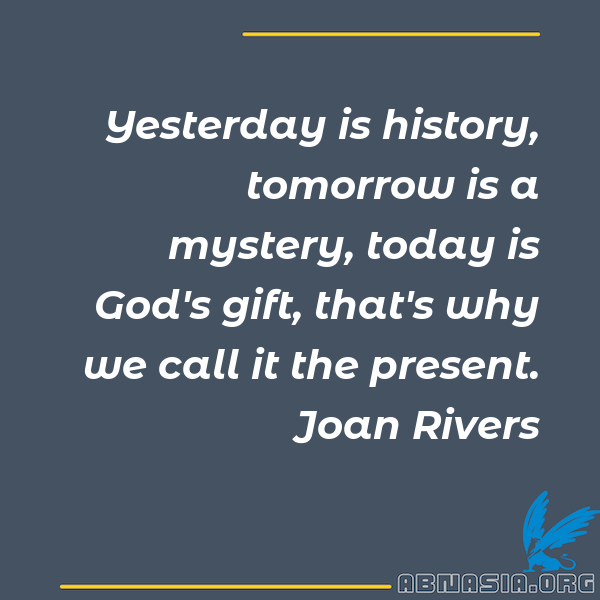 Yesterday is history,
tomorrow is a
mystery, today is
God's gift, that's why
we call it the present.
Joan Rivers
ABNASIA.ORG